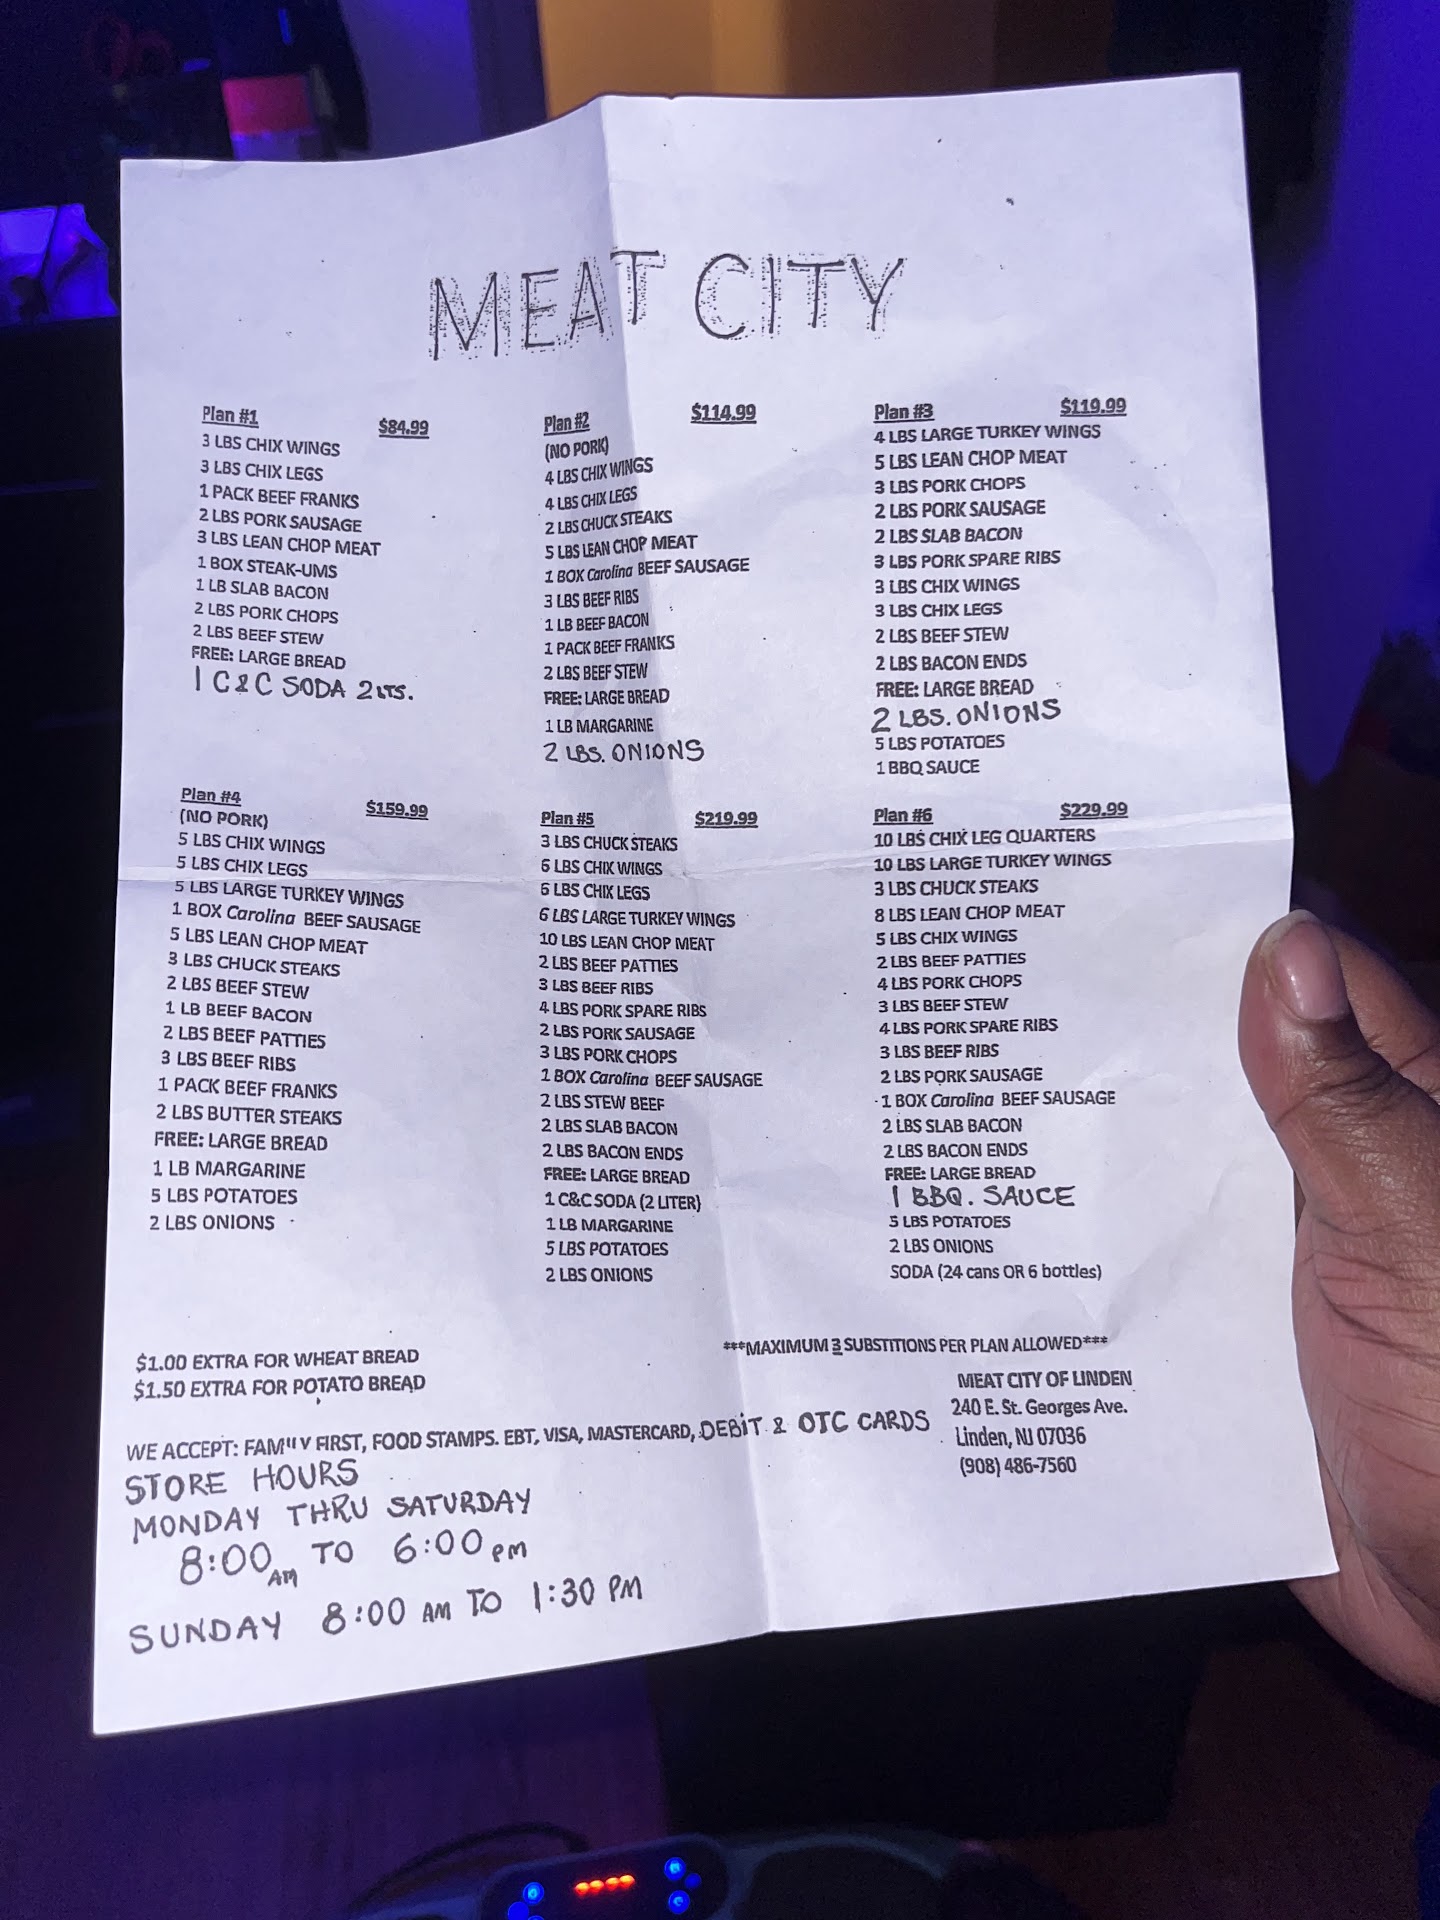 MEAT CITY
Plan #1 $84.99
3 LBS CHIX WINGS
3 LBS CHIX LEGS
1 PACK BEEF FRANKS
2 LBS PORK SAUSAGE
3 LBS LEAN CHOP MEAT
1 BOX STEAK-UMS
1 LB SLAB BACON
2 LBS PORK CHOPS
2 LBS BEEF STEW
FREE: LARGE BREAD
1 C&C SODA 2 LTS.
Plan #2 $114.99
(NO PORK)
4 LBS CHIX WINGS
4 LBS CHIX LEGS
2 LBS CHUCK STEAKS
5 LBS LEAN CHOP MEAT
1 BOX Carolina BEEF SAUSAGE
3 LBS BEEF RIBS
1 LB BEEF BACON
1 PACK BEEF FRANKS
2 LBS BEEF STEW
FREE: LARGE BREAD
1 LB MARGARINE
2 LBS. ONIONS
Plan #3 $119.99
4 LBS LARGE TURKEY WINGS
5 LBS LEAN CHOP MEAT
3 LBS PORK CHOPS
2 LBS PORK SAUSAGE
2 LBS SLAB BACON
3 LBS PORK SPARE RIBS
3 LBS CHIX WINGS
3 LBS CHIX LEGS
2 LBS BEEF STEW
2 LBS BACON ENDS
FREE: LARGE BREAD
2 LBS. ONIONS
5 LBS POTATOES
1 BBQ SAUCE
Plan #4 $159.99
(NO PORK)
5 LBS CHIX WINGS
5 LBS CHIX LEGS
5 LBS LARGE TURKEY WINGS
1 BOX Carolina BEEF SAUSAGE
5 LBS LEAN CHOP MEAT
3 LBS CHUCK STEAKS
2 LBS BEEF STEW
1 LB BEEF BACON
2 LBS BEEF PATTIES
3 LBS BEEF RIBS
1 PACK BEEF FRANKS
2 LBS BUTTER STEAKS
FREE: LARGE BREAD
1 LB MARGARINE
5 LBS POTATOES
2 LBS ONIONS
Plan #5 $219.99
3 LBS CHUCK STEAKS
6 LBS CHIX WINGS
6 LBS CHIX LEGS
6 LBS LARGE TURKEY WINGS
10 LBS LEAN CHOP MEAT
2 LBS BEEF PATTIES
3 LBS BEEF RIBS
4 LBS PORK SPARE RIBS
2 LBS PORK SAUSAGE
3 LBS PORK CHOPS
1 BOX Carolina BEEF SAUSAGE
2 LBS STEW BEEF
2 LBS SLAB BACON
2 LBS BACON ENDS
FREE: LARGE BREAD
1 C&C SODA (2 LITER)
1 LB MARGARINE
5 LBS POTATOES
2 LBS ONIONS
Plan #6 $229.99
10 LBS CHIX LEG QUARTERS
10 LBS LARGE TURKEY WINGS
3 LBS CHUCK STEAKS
8 LBS LEAN CHOP MEAT
5 LBS CHIX WINGS
2 LBS BEEF PATTIES
4 LBS PORK CHOPS
3 LBS BEEF STEW
4 LBS PORK SPARE RIBS
3 LBS BEEF RIBS
2 LBS PORK SAUSAGE
1 BOX Carolina BEEF SAUSAGE
2 LBS SLAB BACON
2 LBS BACON ENDS
FREE: LARGE BREAD
1 BBQ. SAUCE
5 LBS POTATOES
2 LBS ONIONS
SODA (24 cans OR 6 bottles)
$1.00 EXTRA FOR WHEAT BREAD
$1.50 EXTRA FOR POTATO BREAD
***MAXIMUM 3 SUBSTITIONS PER PLAN ALLOWED***
MEAT CITY OF LINDEN
240 E. St. Georges Ave.
Linden, NJ 07036
(908) 486-7560
WE ACCEPT: FAMILY FIRST, FOOD STAMPS. EBT, VISA, MASTERCARD, DEBIT & OTC CARDS
STORE HOURS
MONDAY THRU SATURDAY
8:00 AM TO 6:00 PM
SUNDAY 8:00 AM TO 1:30 PM